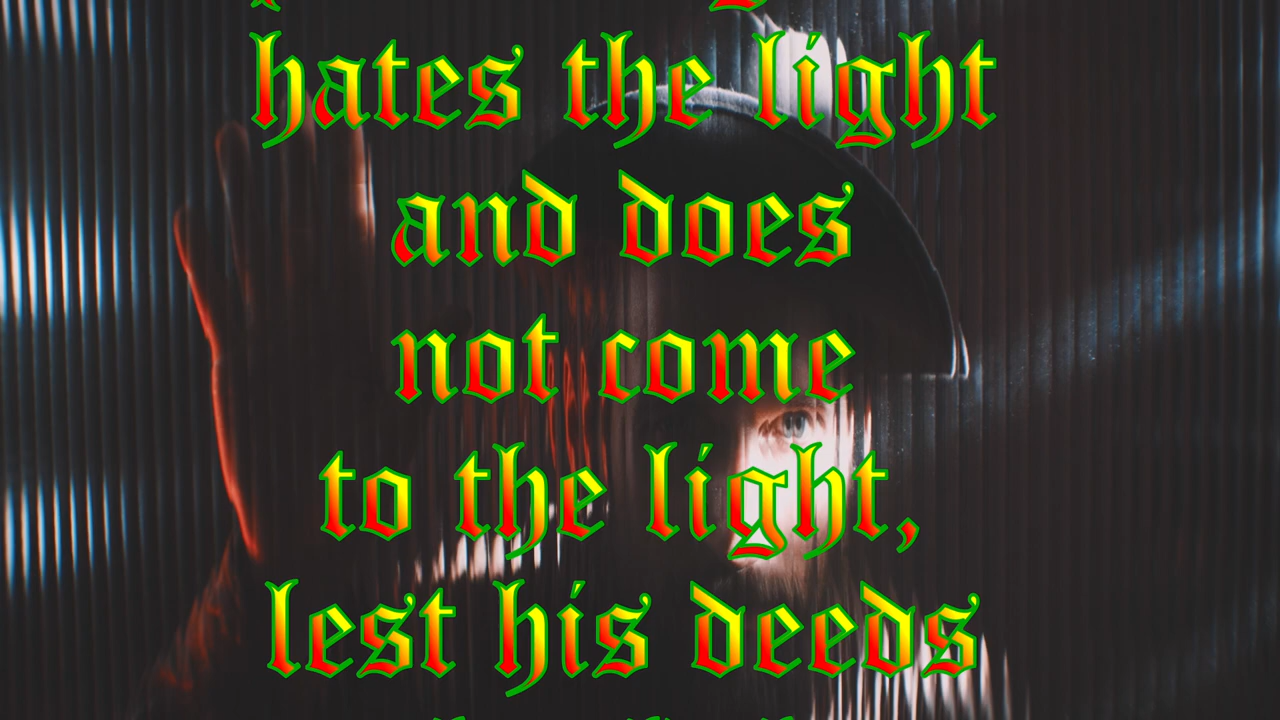 hates the light
and does
not come
to the light,
lest his deeds